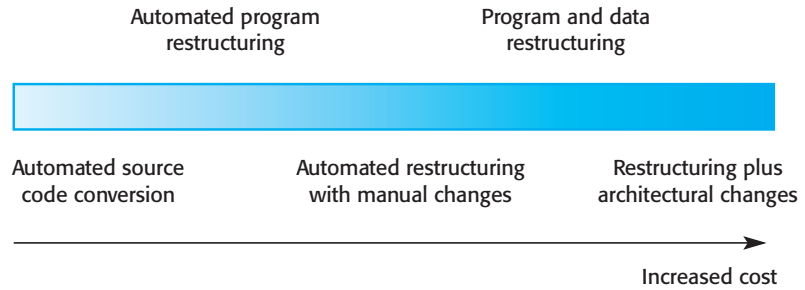 Automated program
restructuring
Program and data
restructuring
Automated source
code conversion
Automated restructuring
with manual changes
Restructuring plus
architectural changes
Increased cost